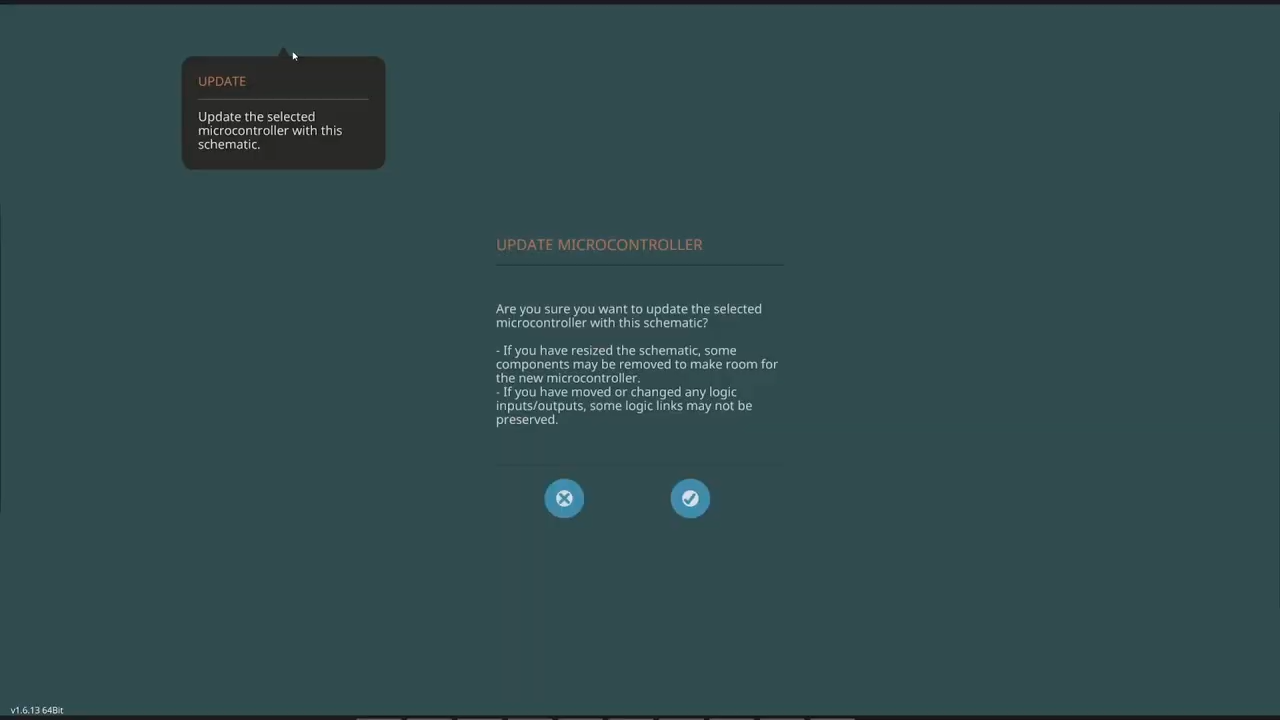 UPDATE
Update the selected
microcontroller with this
schematic.
UPDATE MICROCONTROLLER
Are you sure you want to update the selected
microcontroller with this schematic?
- If you have resized the schematic, some
components may be removed to make room for
the new microcontroller.
- If you have moved or changed any logic
inputs/outputs, some logic links may not be
preserved.
v1.6.13 64Bit